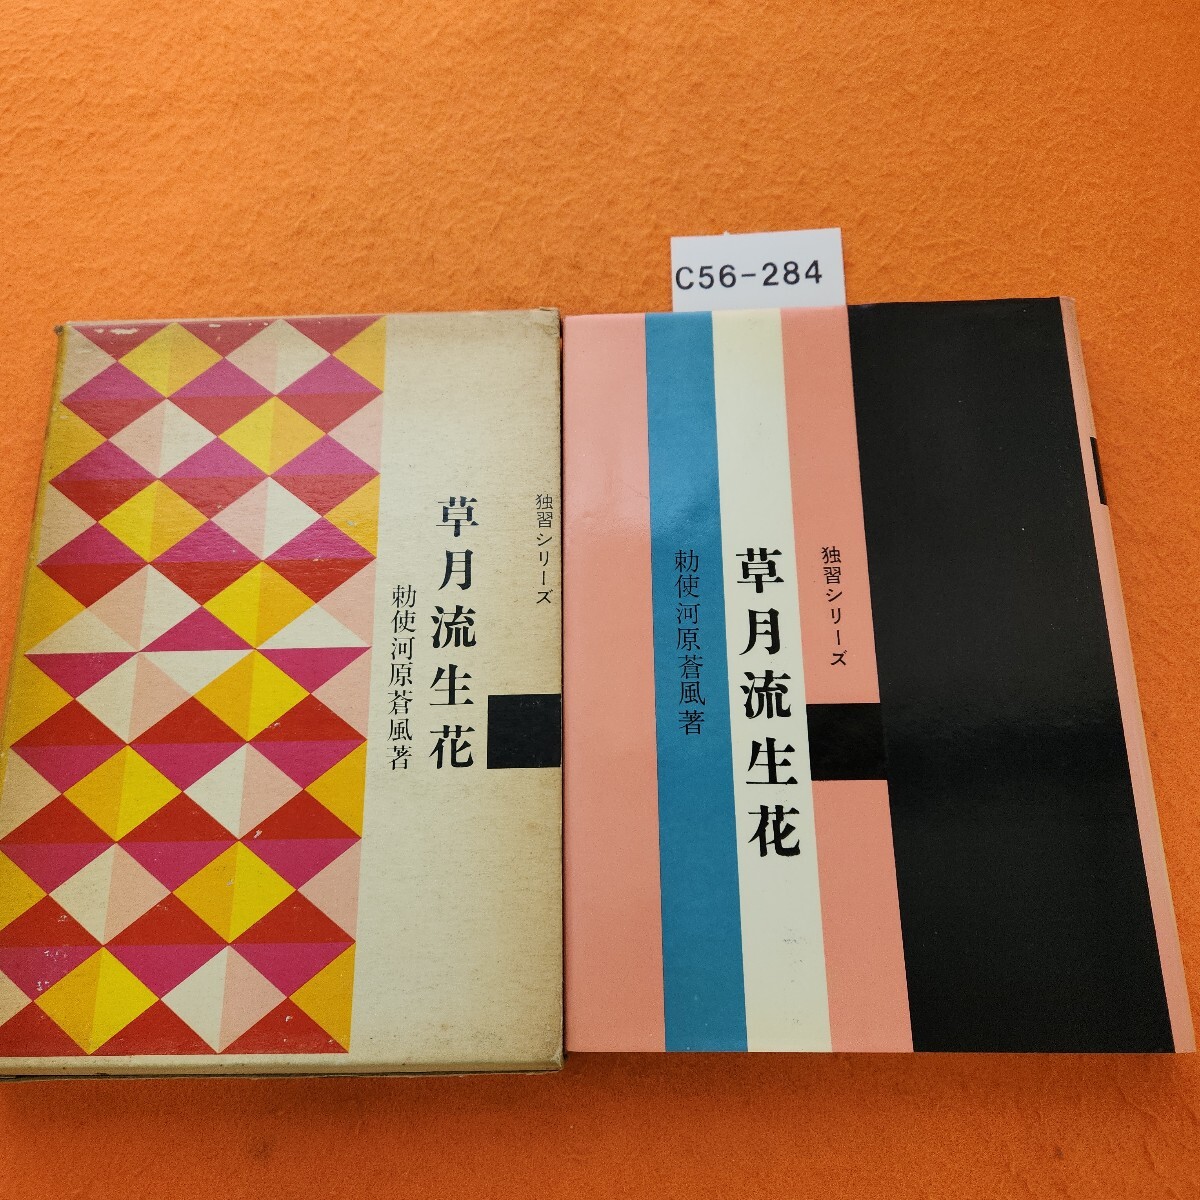 C56-284
独習シリーズ
草月流生花
勅使河原蒼風著
独習シリーズ
草月流生花
勅使河原蒼風著